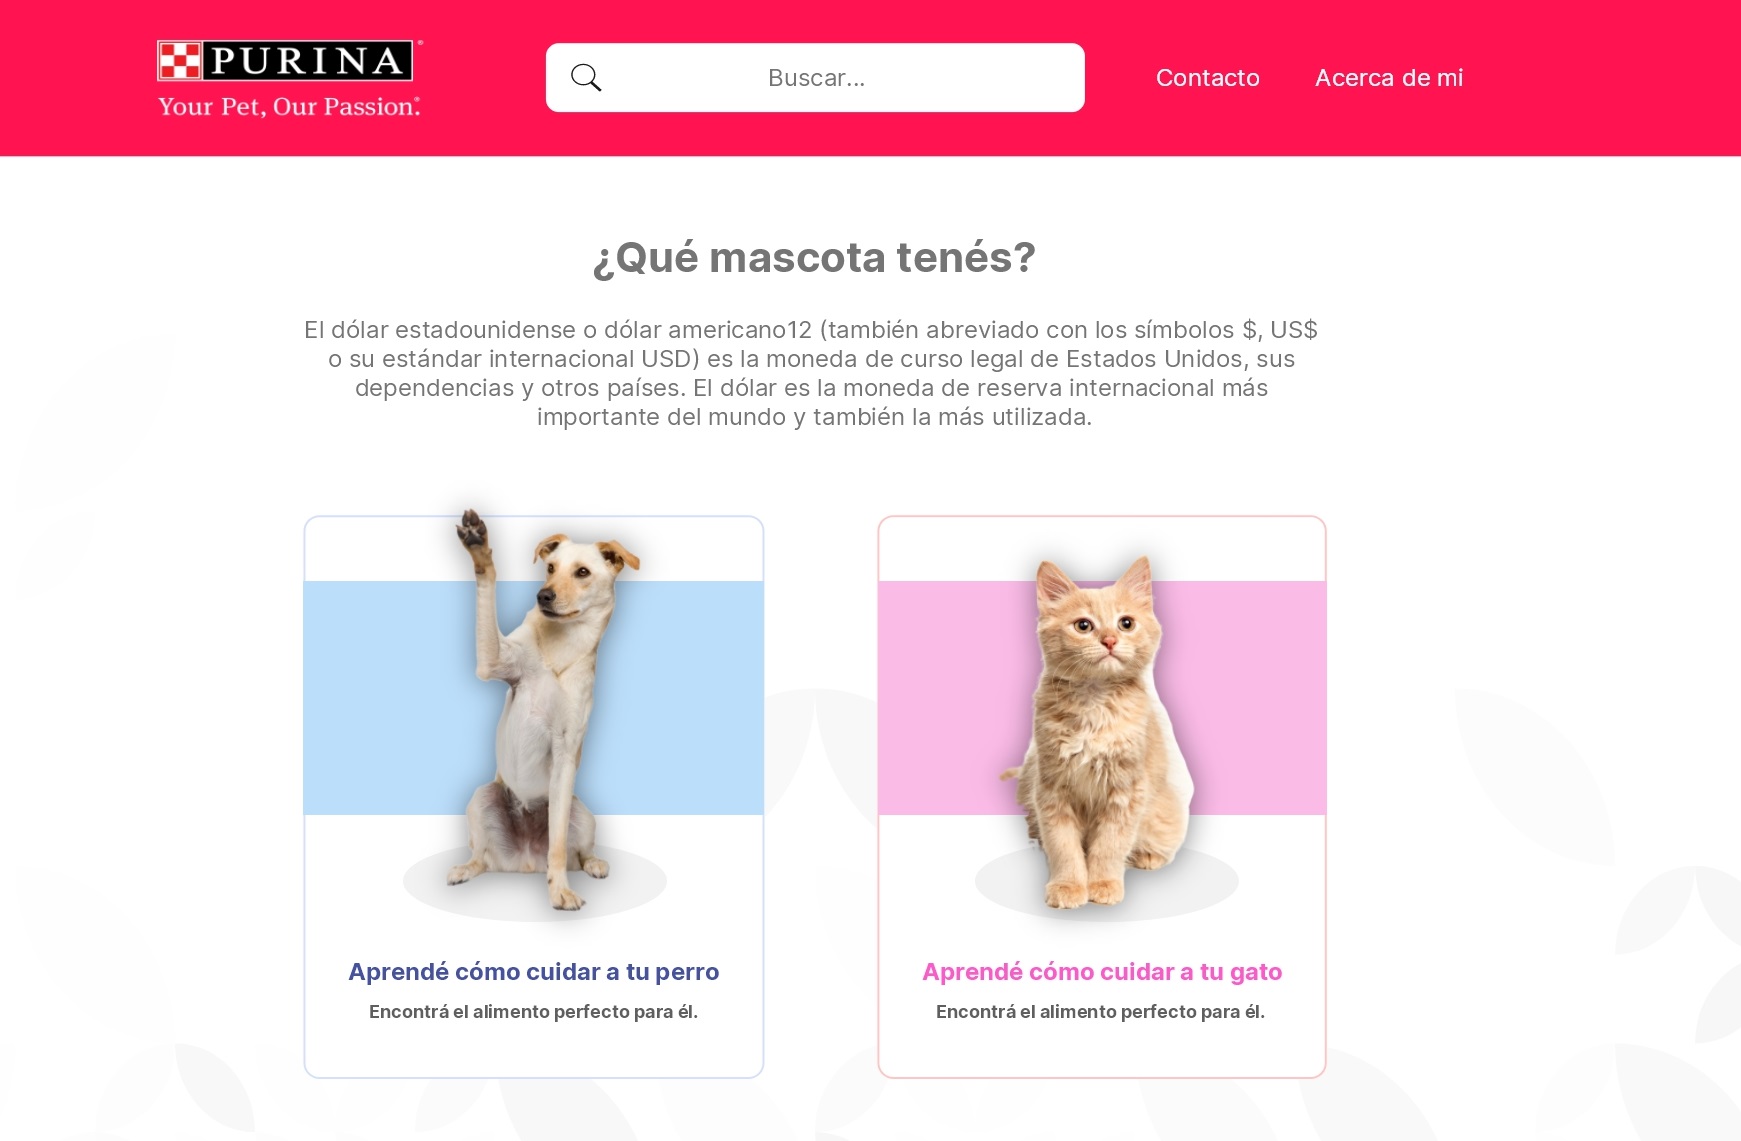 PURINA®
Your Pet, Our Passion.®
Buscar...
Contacto
Acerca de mi
¿Qué mascota tenés?
El dólar estadounidense o dólar americano12 (también abreviado con los símbolos $, US$
o su estándar internacional USD) es la moneda de curso legal de Estados Unidos, sus
dependencias y otros países. El dólar es la moneda de reserva internacional más
importante del mundo y también la más utilizada.
Aprendé cómo cuidar a tu perro
Encontrá el alimento perfecto para él.
Aprendé cómo cuidar a tu gato
Encontrá el alimento perfecto para él.